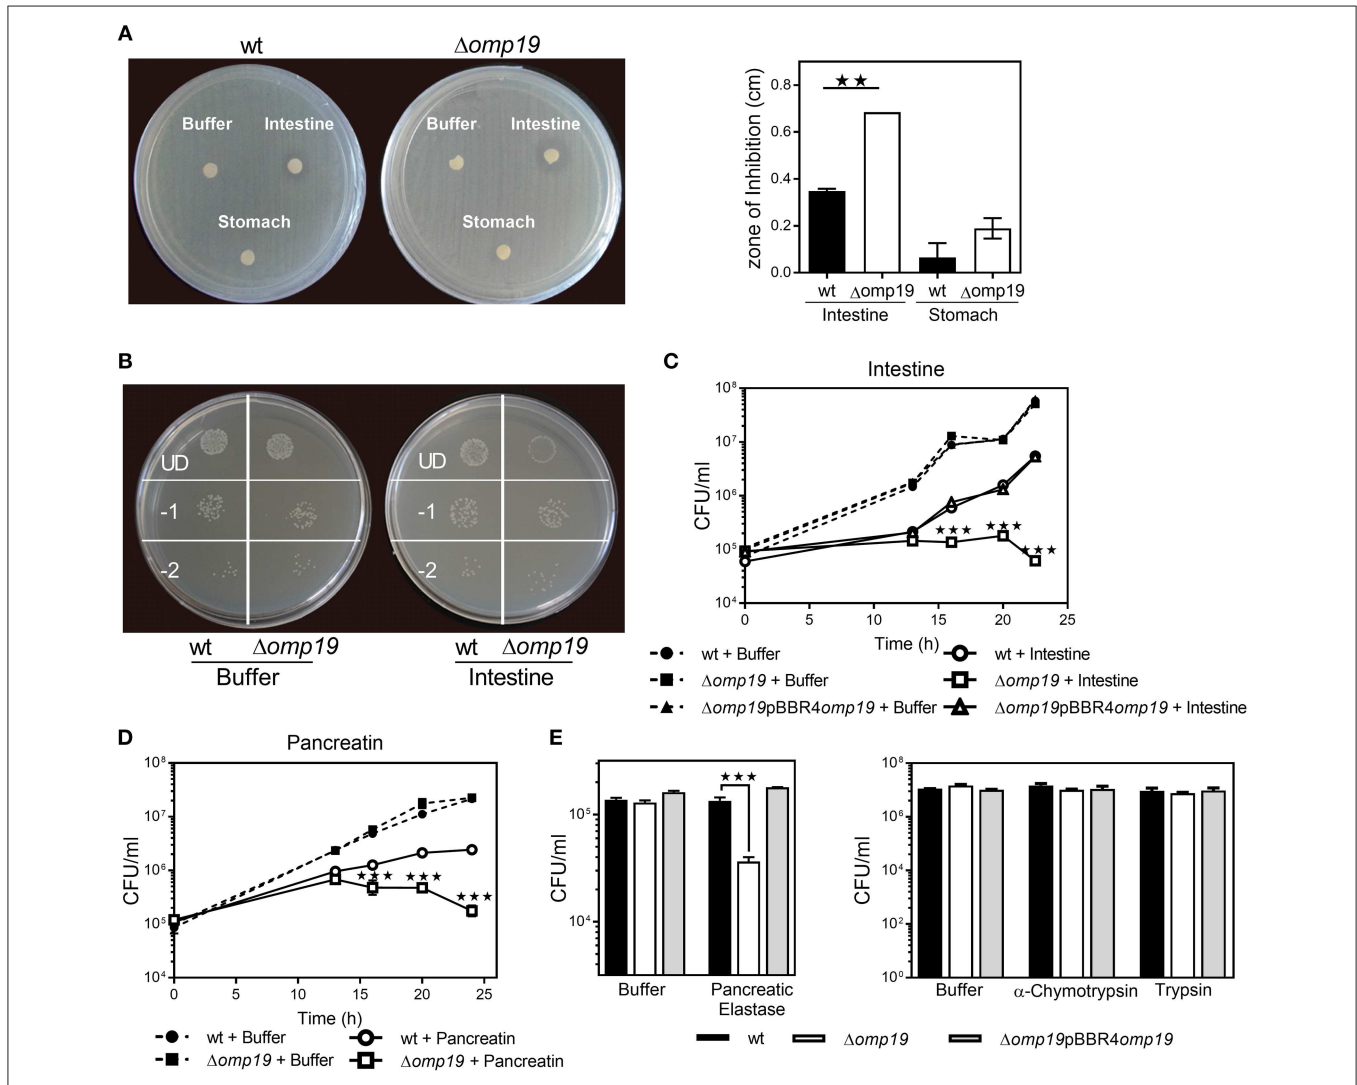 A
wt
Δomp19
Buffer
Intestine
Stomach
Buffer
Intestine
Stomach
zone of Inhibition (cm)
0.8
0.6
0.4
0.2
0.0
★★
wt Δomp19 wt Δomp19
Intestine Stomach
B
UD
-1
-2
UD
-1
-2
wt Δomp19
Buffer
wt Δomp19
Intestine
C
Intestine
CFU/ml
10⁸
10⁷
10⁶
10⁵
10⁴
★★★ ★★★ ★★★
0 5 10 15 20 25
Time (h)
wt + Buffer
Δomp19 + Buffer
Δomp19pBBR4omp19 + Buffer
wt + Intestine
Δomp19 + Intestine
Δomp19pBBR4omp19 + Intestine
D
Pancreatin
CFU/ml
10⁸
10⁷
10⁶
10⁵
10⁴
★★★ ★★★ ★★★
0 5 10 15 20 25
Time (h)
wt + Buffer
Δomp19 + Buffer
wt + Pancreatin
Δomp19 + Pancreatin
E
CFU/ml
10⁵
10⁴
★★★
Buffer Pancreatic
Elastase
CFU/ml
10⁸
10⁶
10⁴
10²
10⁰
Buffer α-Chymotrypsin Trypsin
wt Δomp19 Δomp19pBBR4omp19